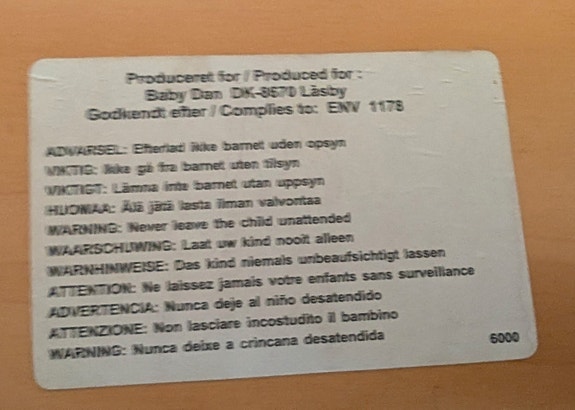 Produceret for / Produced for :
Baby Dan DK-8670 Låsby
Godkendt efter / Complies to: ENV 1178
ADVARSEL: Efterlad ikke barnet uden opsyn
VIKTIG: Ikke gå fra barnet uten tilsyn
VIKTIGT: Lämna inte barnet utan uppsyn
HUOMAA: Älä jätä lasta ilman valvontaa
WARNING: Never leave the child unattended
WAARSCHUWING: Laat uw kind nooit alleen
WARNHINWEISE: Das kind niemals unbeaufsichtigt lassen
ATTENTION: Ne laissez jamais votre enfants sans surveillance
ADVERTENCIA: Nunca deje al niño desatendido
ATTENZIONE: Non lasciare incostudito il bambino
WARNING: Nunca deixe a crincana desatendida
6000